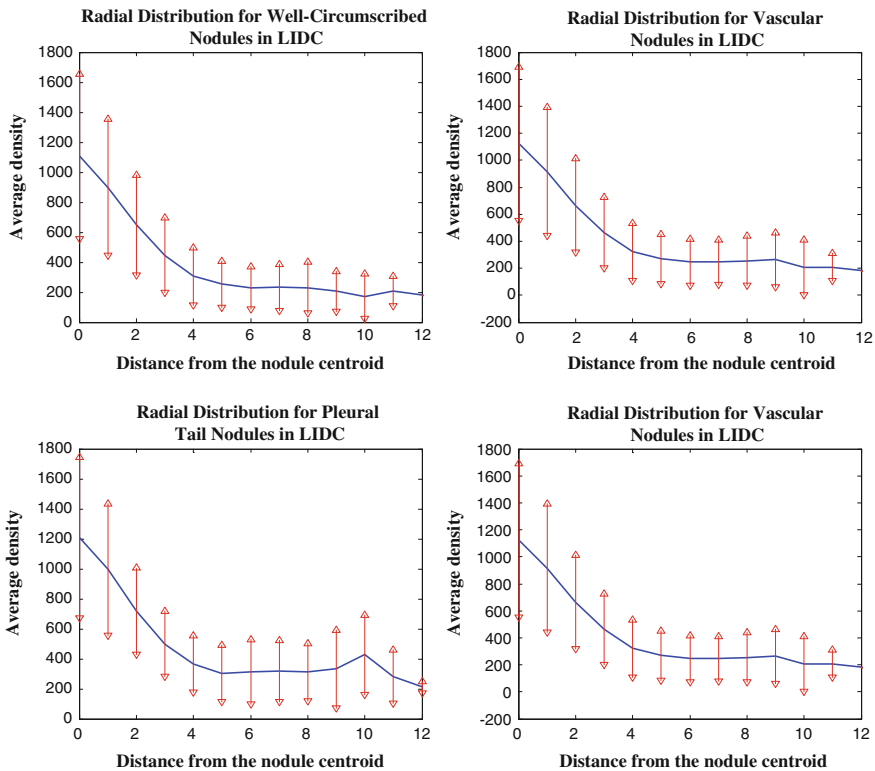 Radial Distribution for Well-Circumscribed
Nodules in LIDC
1800
1600
1400
1200
1000
800
600
400
200
0
Average density
0 2 4 6 8 10 12
Distance from the nodule centroid
Radial Distribution for Vascular
Nodules in LIDC
1800
1600
1400
1200
1000
800
600
400
200
0
-200
Average density
0 2 4 6 8 10 12
Distance from the nodule centroid
Radial Distribution for Pleural
Tail Nodules in LIDC
1800
1600
1400
1200
1000
800
600
400
200
0
Average density
0 2 4 6 8 10 12
Distance from the nodule centroid
Radial Distribution for Vascular
Nodules in LIDC
1800
1600
1400
1200
1000
800
600
400
200
0
-200
Average density
0 2 4 6 8 10 12
Distance from the nodule centroid